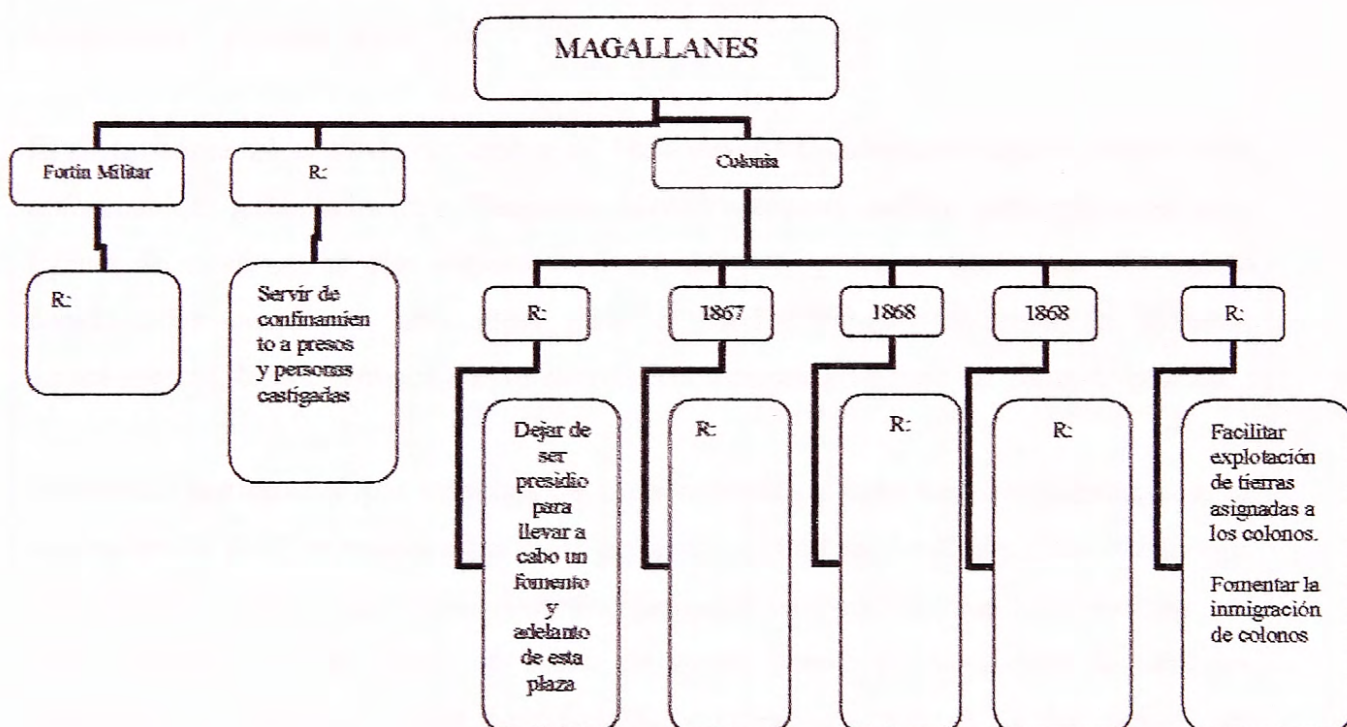 MAGALLANES
Fortín Militar
R:
Colonia
R:
Servir de
confinamien
to a presos
y personas
castigadas
R:
1867
1868
1868
R:
Dejar de
ser
presidio
para
llevar a
cabo un
fomento
y
adelanto
de esta
plaza
R:
R:
R:
Facilitar
explotación
de tierras
asignadas a
los colonos.
Fomentar la
inmigración
de colonos